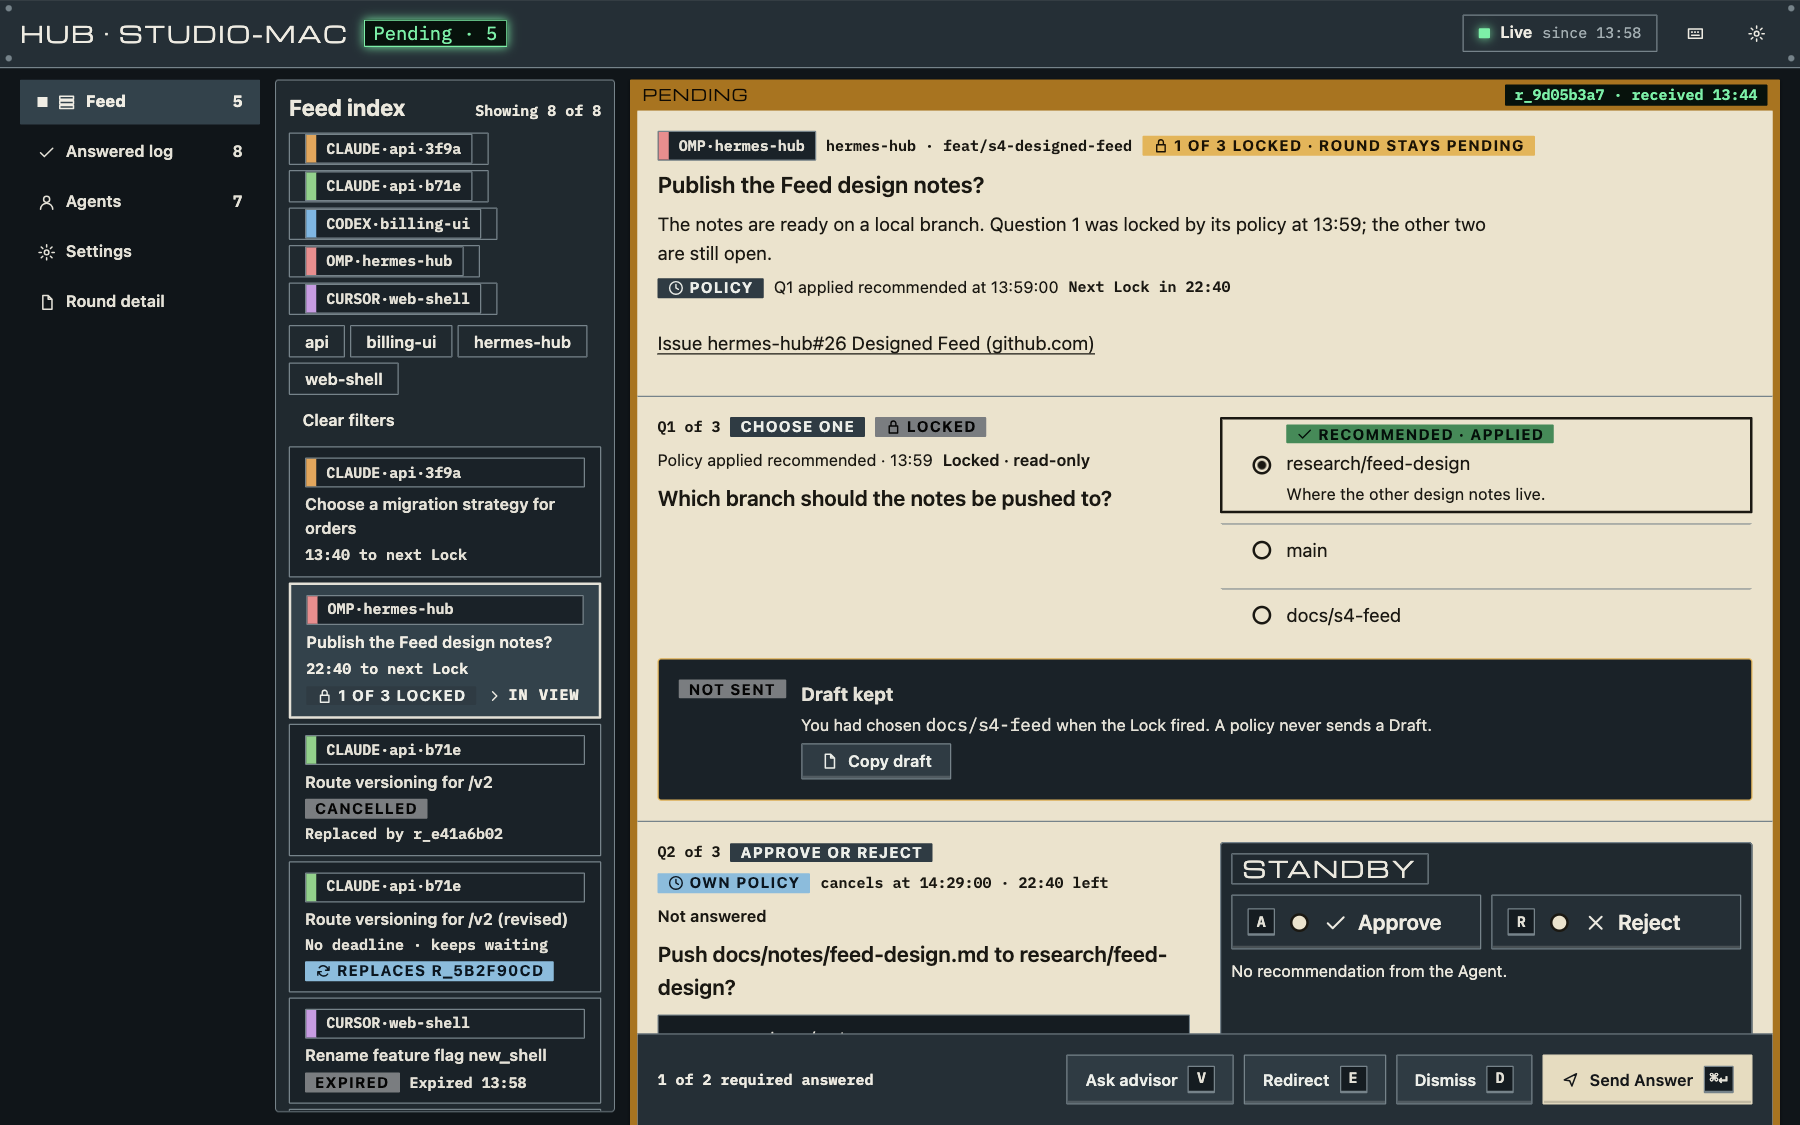 HUB · STUDIO-MAC
Pending · 5
Live since 13:58
Feed 5
Answered log 8
Agents 7
Settings
Round detail
Feed index
Showing 8 of 8
CLAUDE·api·3f9a
CLAUDE·api·b71e
CODEX·billing-ui
OMP·hermes-hub
CURSOR·web-shell
api billing-ui hermes-hub
web-shell
Clear filters
CLAUDE·api·3f9a
Choose a migration strategy for
orders
13:40 to next Lock
OMP·hermes-hub
Publish the Feed design notes?
22:40 to next Lock
1 OF 3 LOCKED > IN VIEW
CLAUDE·api·b71e
Route versioning for /v2
CANCELLED
Replaced by r_e41a6b02
CLAUDE·api·b71e
Route versioning for /v2 (revised)
No deadline · keeps waiting
REPLACES R_5B2F90CD
CURSOR·web-shell
Rename feature flag new_shell
EXPIRED Expired 13:58
PENDING
r_9d05b3a7 · received 13:44
OMP·hermes-hub hermes-hub · feat/s4-designed-feed 1 OF 3 LOCKED · ROUND STAYS PENDING
Publish the Feed design notes?
The notes are ready on a local branch. Question 1 was locked by its policy at 13:59; the other two
are still open.
POLICY Q1 applied recommended at 13:59:00 Next Lock in 22:40
Issue hermes-hub#26 Designed Feed (github.com)
Q1 of 3 CHOOSE ONE LOCKED
Policy applied recommended · 13:59 Locked · read-only
Which branch should the notes be pushed to?
RECOMMENDED · APPLIED
research/feed-design
Where the other design notes live.
main
docs/s4-feed
NOT SENT Draft kept
You had chosen docs/s4-feed when the Lock fired. A policy never sends a Draft.
Copy draft
Q2 of 3 APPROVE OR REJECT
OWN POLICY cancels at 14:29:00 · 22:40 left
Not answered
Push docs/notes/feed-design.md to research/feed-
design?
STANDBY
A Approve
R Reject
No recommendation from the Agent.
1 of 2 required answered
Ask advisor V
Redirect E
Dismiss D
Send Answer ⌘↵